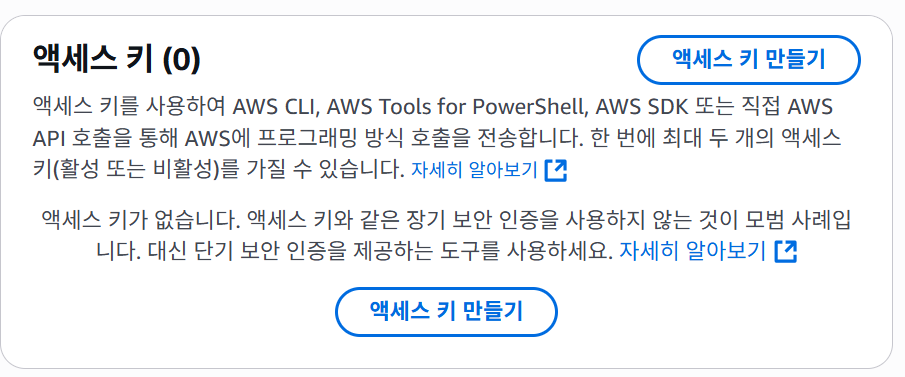 액세스 키 (0)
액세스 키 만들기
액세스 키를 사용하여 AWS CLI, AWS Tools for PowerShell, AWS SDK 또는 직접 AWS
API 호출을 통해 AWS에 프로그래밍 방식 호출을 전송합니다. 한 번에 최대 두 개의 액세스
키(활성 또는 비활성)를 가질 수 있습니다. 자세히 알아보기
액세스 키가 없습니다. 액세스 키와 같은 장기 보안 인증을 사용하지 않는 것이 모범 사례입
니다. 대신 단기 보안 인증을 제공하는 도구를 사용하세요. 자세히 알아보기
액세스 키 만들기